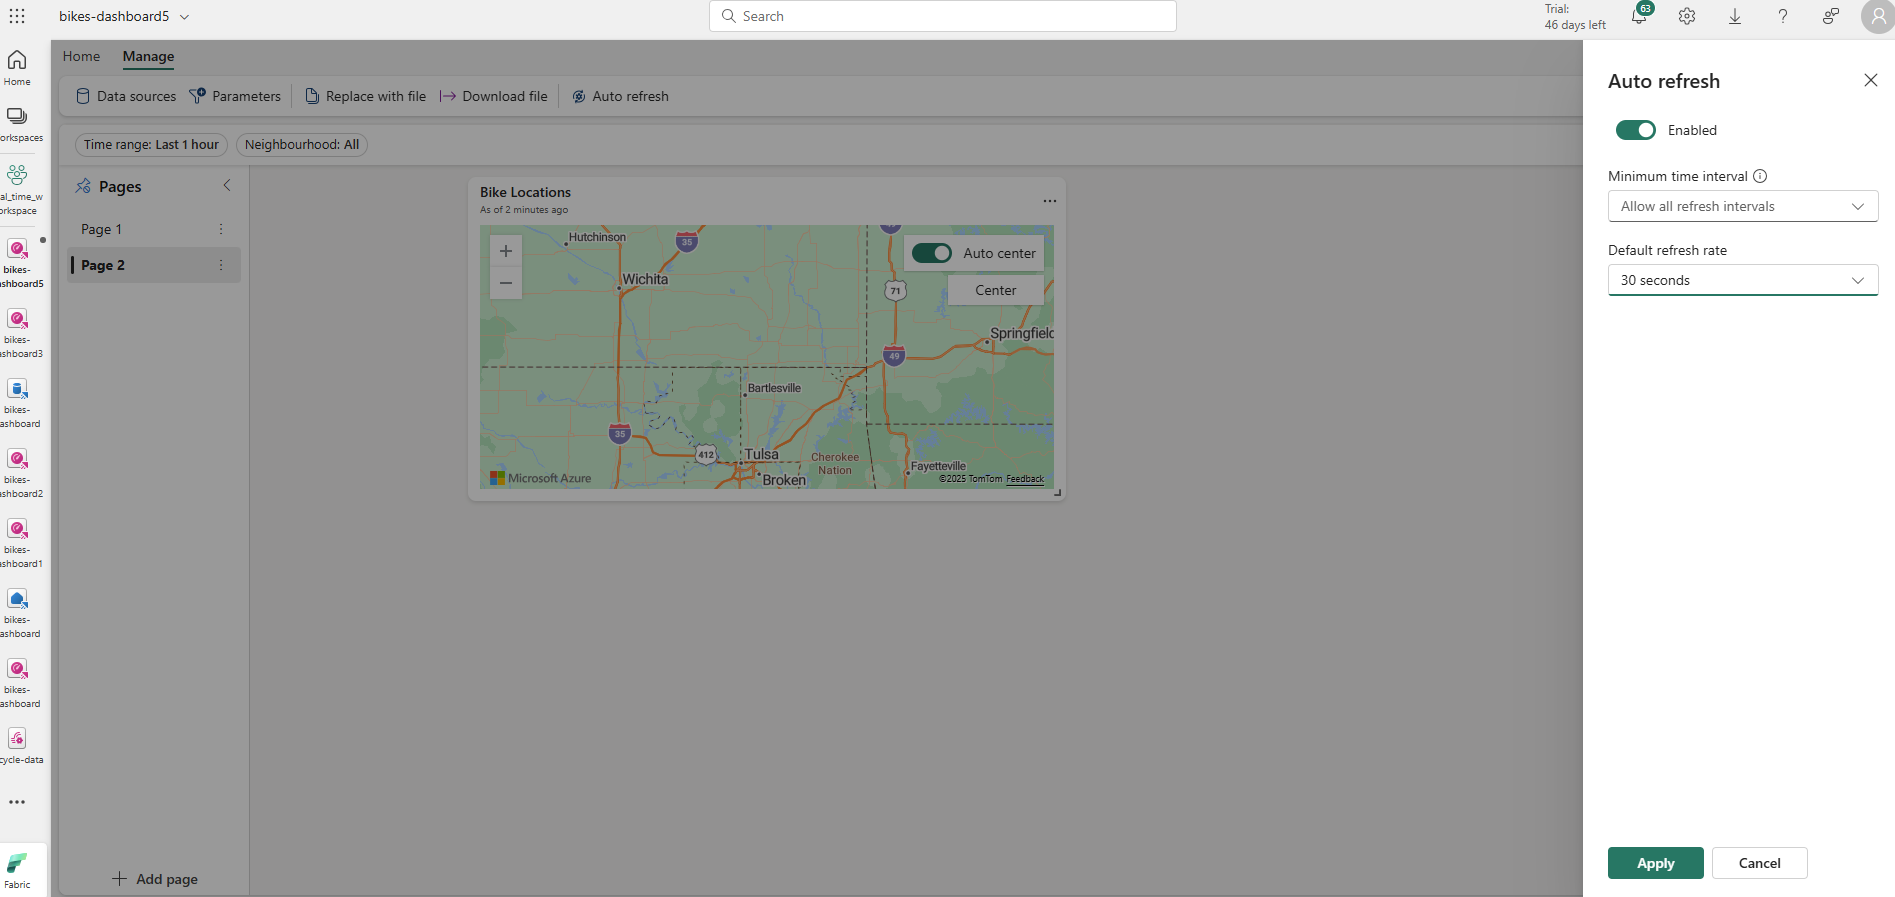 bikes-dashboard5
Search
Trial:
46 days left
63
Home
orkspaces
al_time_w
orkspace
bikes-
ashboard5
bikes-
ashboard3
bikes-
ashboard
bikes-
ashboard2
bikes-
ashboard1
bikes-
ashboard
bikes-
ashboard
cycle-data
Fabric
Home
Manage
Data sources
Parameters
Replace with file
Download file
Auto refresh
Time range: Last 1 hour
Neighbourhood: All
Pages
Page 1
Page 2
Add page
Bike Locations
As of 2 minutes ago
Hutchinson
35
Auto center
Wichita
71
Center
Springfield
49
Bartlesville
35
412
Tulsa
Cherokee
Nation
Fayetteville
Microsoft Azure
Broken
©2025 TomTom Feedback
Auto refresh
Enabled
Minimum time interval
Allow all refresh intervals
Default refresh rate
30 seconds
Apply
Cancel